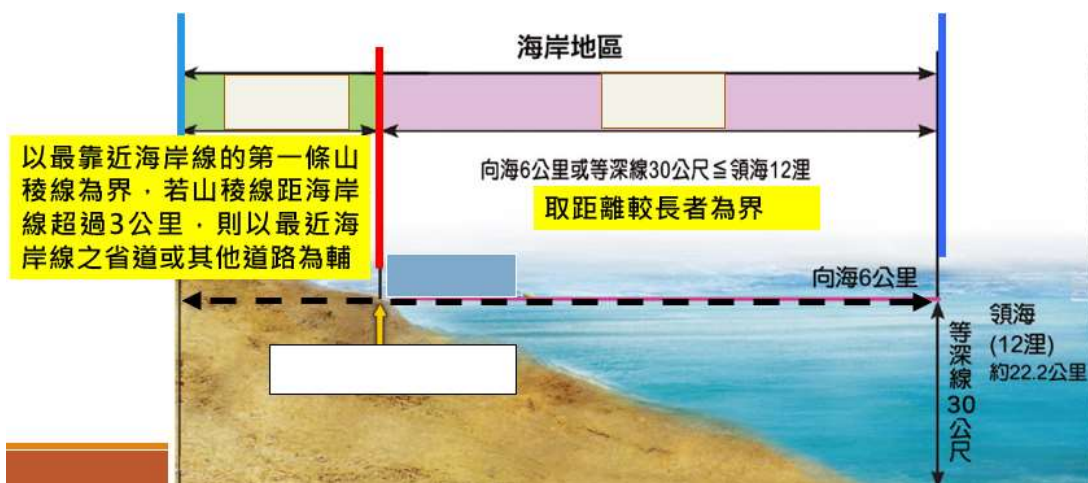 海岸地區
以最靠近海岸線的第一條山
稜線為界，若山稜線距海岸
線超過3公里，則以最近海
岸線之省道或其他道路為輔
向海6公里或等深線30公尺≦領海12浬
取距離較長者為界
向海6公里
等深線30公尺
領海
(12浬)
約22.2公里